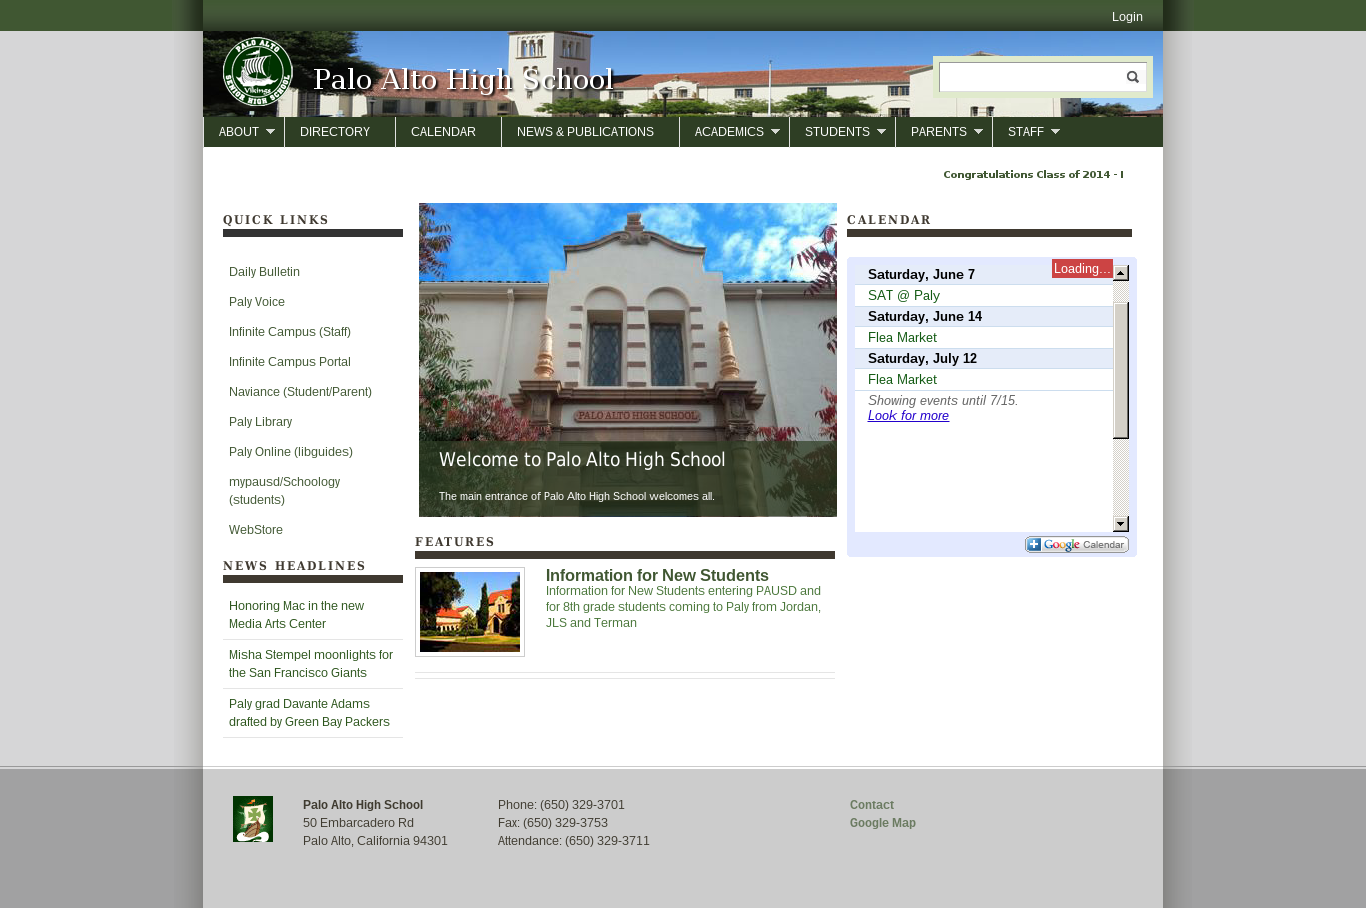 Login
PALO ALTO
Vikings
SENIOR HIGH SCHOOL
Palo Alto High School
ABOUT
DIRECTORY
CALENDAR
NEWS & PUBLICATIONS
ACADEMICS
STUDENTS
PARENTS
STAFF
Congratulations Class of 2014 - I
QUICK LINKS
Daily Bulletin
Paly Voice
Infinite Campus (Staff)
Infinite Campus Portal
Naviance (Student/Parent)
Paly Library
Paly Online (libguides)
mypausd/Schoology
(students)
WebStore
NEWS HEADLINES
Honoring Mac in the new
Media Arts Center
Misha Stempel moonlights for
the San Francisco Giants
Paly grad Davante Adams
drafted by Green Bay Packers
PALO ALTO HIGH SCHOOL
Welcome to Palo Alto High School
The main entrance of Palo Alto High School welcomes all.
FEATURES
Information for New Students
Information for New Students entering PAUSD and
for 8th grade students coming to Paly from Jordan,
JLS and Terman
CALENDAR
Loading...
Saturday, June 7
SAT @ Paly
Saturday, June 14
Flea Market
Saturday, July 12
Flea Market
Showing events until 7/15.
Look for more
Google Calendar
Palo Alto High School
50 Embarcadero Rd
Palo Alto, California 94301
Phone: (650) 329-3701
Fax: (650) 329-3753
Attendance: (650) 329-3711
Contact
Google Map